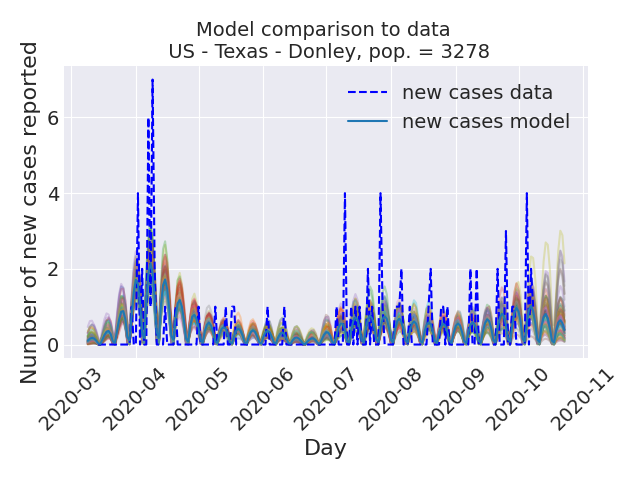 Model comparison to data
US - Texas - Donley, pop. = 3278
Number of new cases reported
6
4
2
0
new cases data
new cases model
2020-03
2020-04
2020-05
2020-06
2020-07
2020-08
2020-09
2020-10
2020-11
Day